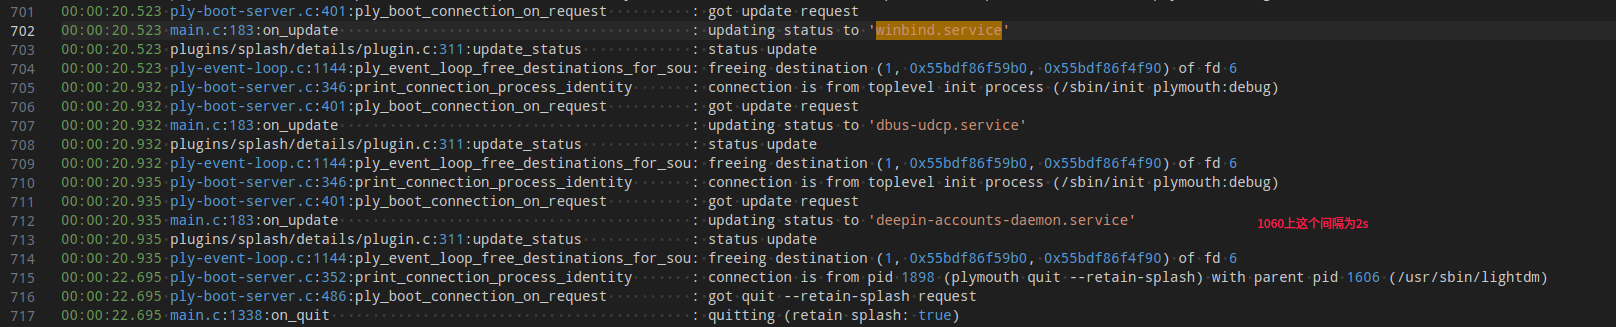 701 00:00:20.523 ply-boot-server.c:401:ply_boot_connection_on_request : got update request
702 00:00:20.523 main.c:183:on_update : updating status to 'winbind.service'
703 00:00:20.523 plugins/splash/details/plugin.c:311:update_status : status update
704 00:00:20.523 ply-event-loop.c:1144:ply_event_loop_free_destinations_for_sou: freeing destination (1, 0x55bdf86f59b0, 0x55bdf86f4f90) of fd 6
705 00:00:20.932 ply-boot-server.c:346:print_connection_process_identity : connection is from toplevel init process (/sbin/init plymouth:debug)
706 00:00:20.932 ply-boot-server.c:401:ply_boot_connection_on_request : got update request
707 00:00:20.932 main.c:183:on_update : updating status to 'dbus-udcp.service'
708 00:00:20.932 plugins/splash/details/plugin.c:311:update_status : status update
709 00:00:20.932 ply-event-loop.c:1144:ply_event_loop_free_destinations_for_sou: freeing destination (1, 0x55bdf86f59b0, 0x55bdf86f4f90) of fd 6
710 00:00:20.935 ply-boot-server.c:346:print_connection_process_identity : connection is from toplevel init process (/sbin/init plymouth:debug)
711 00:00:20.935 ply-boot-server.c:401:ply_boot_connection_on_request : got update request
712 00:00:20.935 main.c:183:on_update : updating status to 'deepin-accounts-daemon.service' 1060上这个间隔为2s
713 00:00:20.935 plugins/splash/details/plugin.c:311:update_status : status update
714 00:00:20.935 ply-event-loop.c:1144:ply_event_loop_free_destinations_for_sou: freeing destination (1, 0x55bdf86f59b0, 0x55bdf86f4f90) of fd 6
715 00:00:22.695 ply-boot-server.c:352:print_connection_process_identity : connection is from pid 1898 (plymouth quit --retain-splash) with parent pid 1606 (/usr/sbin/lightdm)
716 00:00:22.695 ply-boot-server.c:486:ply_boot_connection_on_request : got quit --retain-splash request
717 00:00:22.695 main.c:1338:on_quit : quitting (retain splash: true)